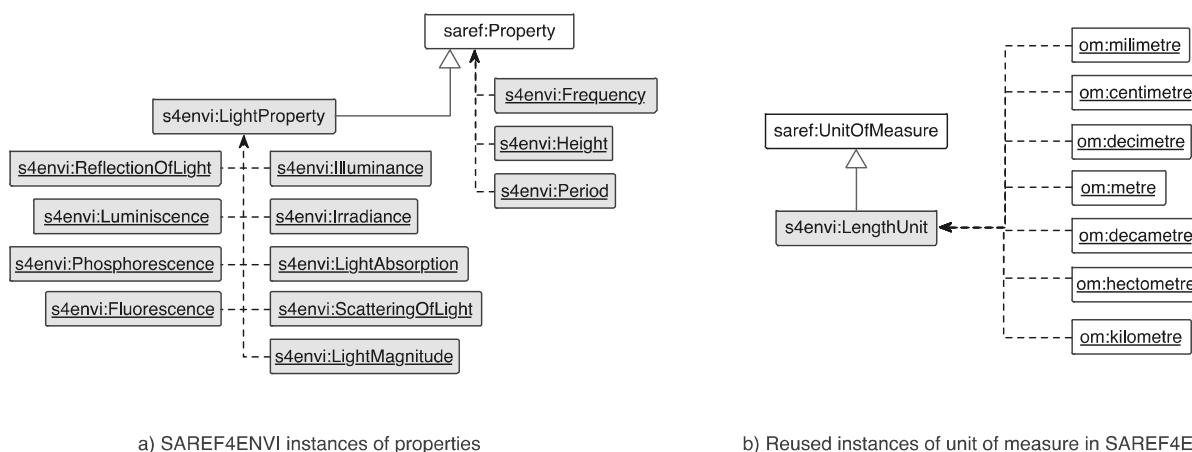 saref:Property
s4envi:LightProperty
s4envi:Frequency
s4envi:Height
s4envi:Period
s4envi:ReflectionOfLight
s4envi:Illuminance
s4envi:Luminiscence
s4envi:Irradiance
s4envi:Phosphorescence
s4envi:LightAbsorption
s4envi:Fluorescence
s4envi:ScatteringOfLight
s4envi:LightMagnitude
a) SAREF4ENVI instances of properties
saref:UnitOfMeasure
s4envi:LengthUnit
om:milimetre
om:centimetre
om:decimetre
om:metre
om:decametre
om:hectometre
om:kilometre
b) Reused instances of unit of measure in SAREF4E